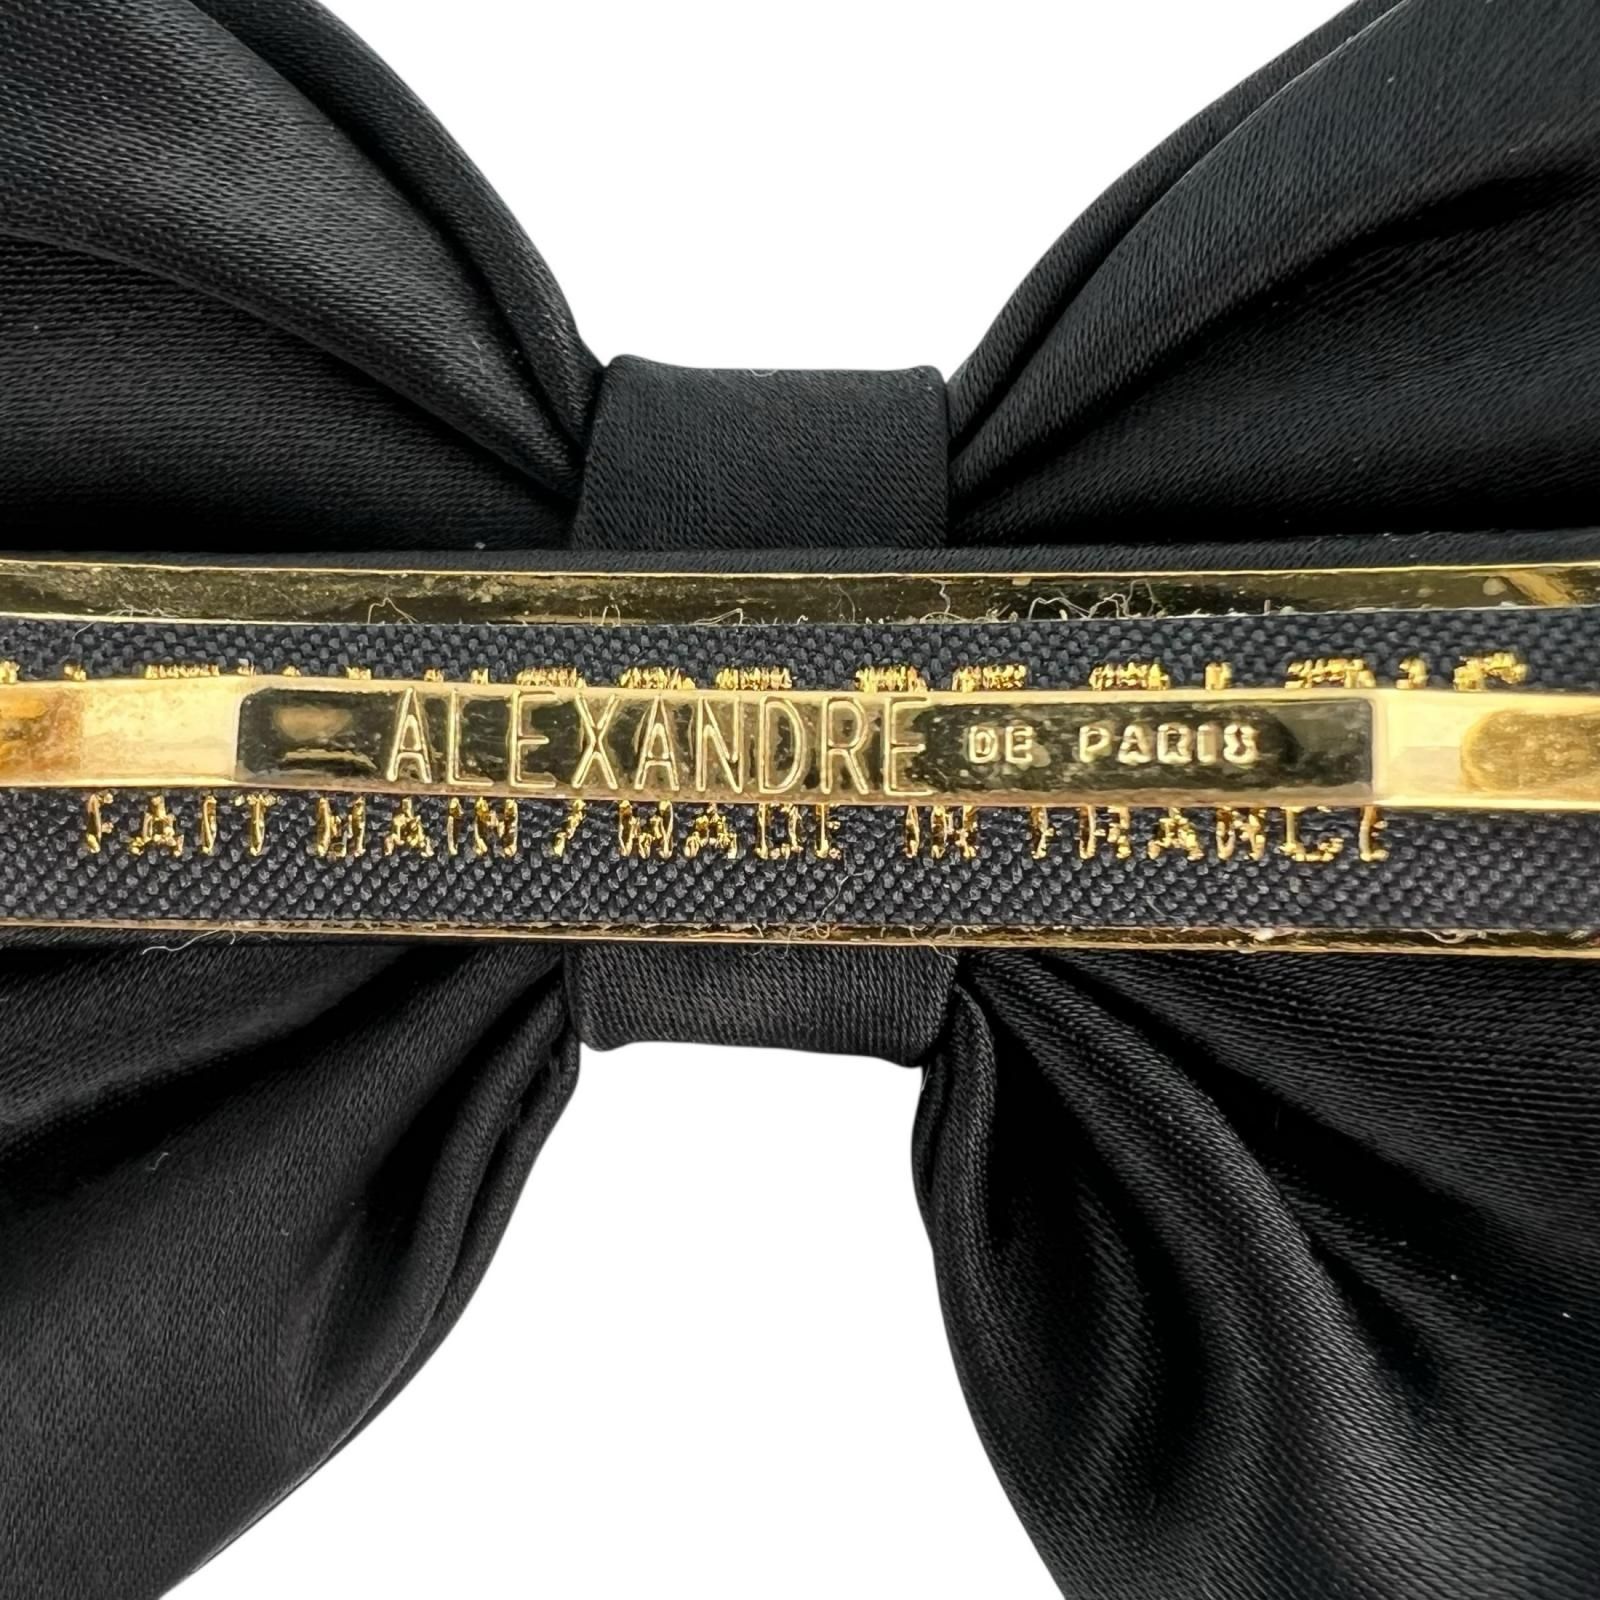 ALEXANDRE DE PARIS
FAIT MAIN / MADE IN FRANCE